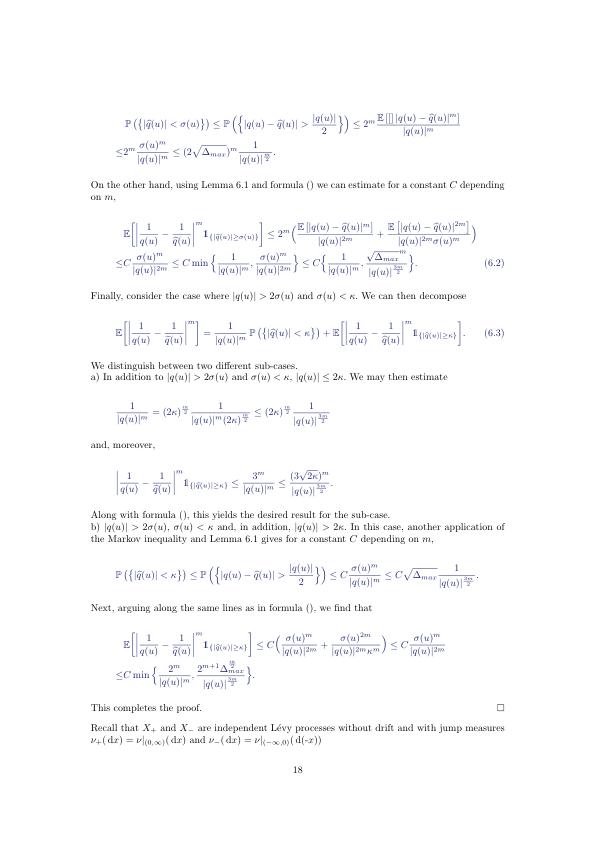 $\mathbb{P}\left(\{|\widehat{q}(u)| < \sigma(u)\}\right) \leq \mathbb{P}\left(\left\{|q(u) - \widehat{q}(u)| > \frac{|q(u)|}{2}\right\}\right) \leq 2^m \frac{\mathbb{E}\,[[]\,|q(u) - \widehat{q}(u)|^m]}{|q(u)|^m}$
$\leq 2^m \frac{\sigma(u)^m}{|q(u)|^m} \leq (2\sqrt{\Delta_{max}})^m \frac{1}{|q(u)|^{\frac{m}{2}}}.$
On the other hand, using Lemma 6.1 and formula () we can estimate for a constant $C$ depending
on $m$,
$\mathbb{E}\left[\left|\frac{1}{q(u)} - \frac{1}{\widehat{q}(u)}\right|^m \mathbb{1}_{\{|\widehat{q}(u)| \geq \sigma(u)\}}\right] \leq 2^m \left(\frac{\mathbb{E}\,[|q(u) - \widehat{q}(u)|^m]}{|q(u)|^{2m}} + \frac{\mathbb{E}\,[|q(u) - \widehat{q}(u)|^{2m}]}{|q(u)|^{2m}\sigma(u)^m}\right)$
$\leq C \frac{\sigma(u)^m}{|q(u)|^{2m}} \leq C \min\left\{\frac{1}{|q(u)|^m}, \frac{\sigma(u)^m}{|q(u)|^{2m}}\right\} \leq C\left\{\frac{1}{|q(u)|^m}, \frac{\sqrt{\Delta_{max}}^m}{|q(u)|^{\frac{3m}{2}}}\right\}.$ (6.2)
Finally, consider the case where $|q(u)| > 2\sigma(u)$ and $\sigma(u) < \kappa$. We can then decompose
$\mathbb{E}\left[\left|\frac{1}{q(u)} - \frac{1}{\widehat{q}(u)}\right|^m\right] = \frac{1}{|q(u)|^m} \mathbb{P}\left(\{|\widehat{q}(u)| < \kappa\}\right) + \mathbb{E}\left[\left|\frac{1}{q(u)} - \frac{1}{\widehat{q}(u)}\right|^m \mathbb{1}_{\{|\widehat{q}(u)| \geq \kappa\}}\right].$ (6.3)
We distinguish between two different sub-cases.
a) In addition to $|q(u)| > 2\sigma(u)$ and $\sigma(u) < \kappa$, $|q(u)| \leq 2\kappa$. We may then estimate
$\frac{1}{|q(u)|^m} = (2\kappa)^{\frac{m}{2}} \frac{1}{|q(u)|^m (2\kappa)^{\frac{m}{2}}} \leq (2\kappa)^{\frac{m}{2}} \frac{1}{|q(u)|^{\frac{3m}{2}}}$
and, moreover,
$\left|\frac{1}{q(u)} - \frac{1}{\widehat{q}(u)}\right|^m \mathbb{1}_{\{|\widehat{q}(u)| \geq \kappa\}} \leq \frac{3^m}{|q(u)|^m} \leq \frac{(3\sqrt{2\kappa})^m}{|q(u)|^{\frac{3m}{2}}}.$
Along with formula (), this yields the desired result for the sub-case.
b) $|q(u)| > 2\sigma(u)$, $\sigma(u) < \kappa$ and, in addition, $|q(u)| > 2\kappa$. In this case, another application of
the Markov inequality and Lemma 6.1 gives for a constant $C$ depending on $m$,
$\mathbb{P}\left(\{|\widehat{q}(u)| < \kappa\}\right) \leq \mathbb{P}\left(\left\{|q(u) - \widehat{q}(u)| > \frac{|q(u)|}{2}\right\}\right) \leq C \frac{\sigma(u)^m}{|q(u)|^m} \leq C\sqrt{\Delta_{max}} \frac{1}{|q(u)|^{\frac{3m}{2}}}.$
Next, arguing along the same lines as in formula (), we find that
$\mathbb{E}\left[\left|\frac{1}{q(u)} - \frac{1}{\widehat{q}(u)}\right|^m \mathbb{1}_{\{|\widehat{q}(u)| \geq \kappa\}}\right] \leq C\left(\frac{\sigma(u)^m}{|q(u)|^{2m}} + \frac{\sigma(u)^{2m}}{|q(u)|^{2m}\kappa^m}\right) \leq C \frac{\sigma(u)^m}{|q(u)|^{2m}}$
$\leq C \min\left\{\frac{2^m}{|q(u)|^m}, \frac{2^{m+1}\Delta_{max}^{\frac{m}{2}}}{|q(u)|^{\frac{3m}{2}}}\right\}.$
This completes the proof. □
Recall that $X_+$ and $X_-$ are independent Lévy processes without drift and with jump measures
$\nu_+(\mathrm{d}x) = \nu|_{(0,\infty)}(\mathrm{d}x)$ and $\nu_-(\mathrm{d}x) = \nu|_{(-\infty,0)}(\mathrm{d}(\text{-}x))$
18